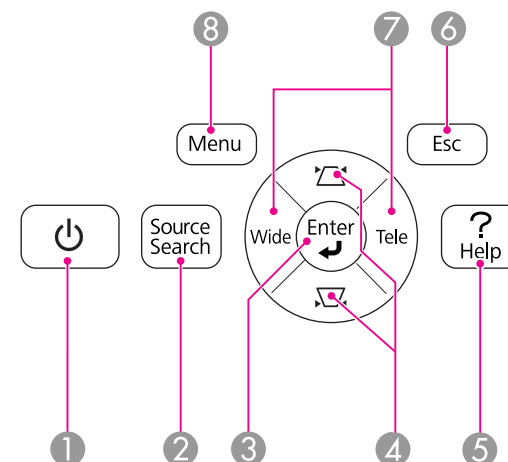 8 7 6
Menu Esc
Source
Search
Wide Enter Tele
?
Help
1 2 3 4 5